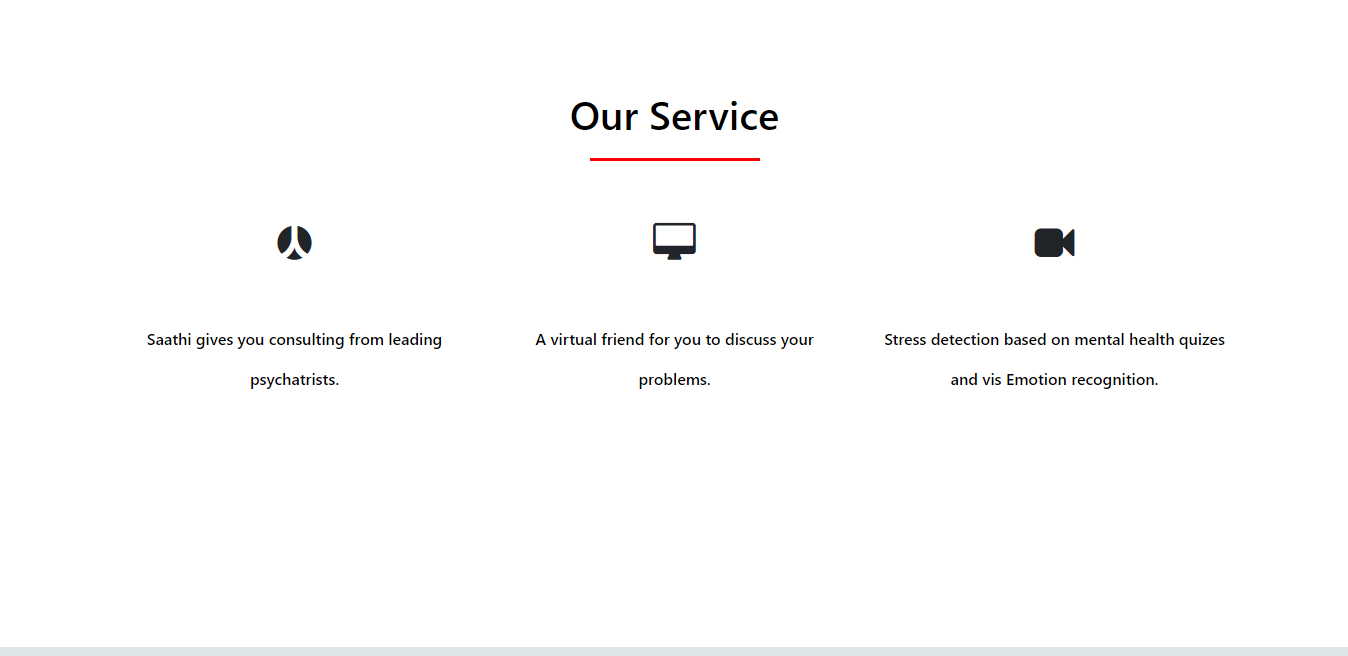 Our Service
Saathi gives you consulting from leading
psychatrists.
A virtual friend for you to discuss your
problems.
Stress detection based on mental health quizes
and vis Emotion recognition.